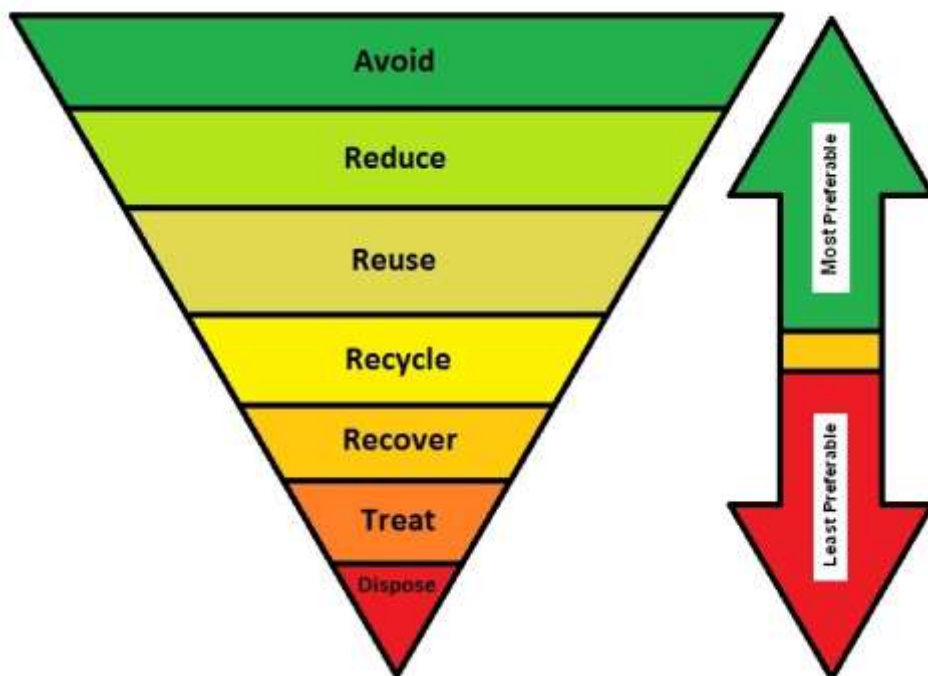 Avoid
Reduce
Reuse
Recycle
Recover
Treat
Dispose
Most Preferable
Least Preferable